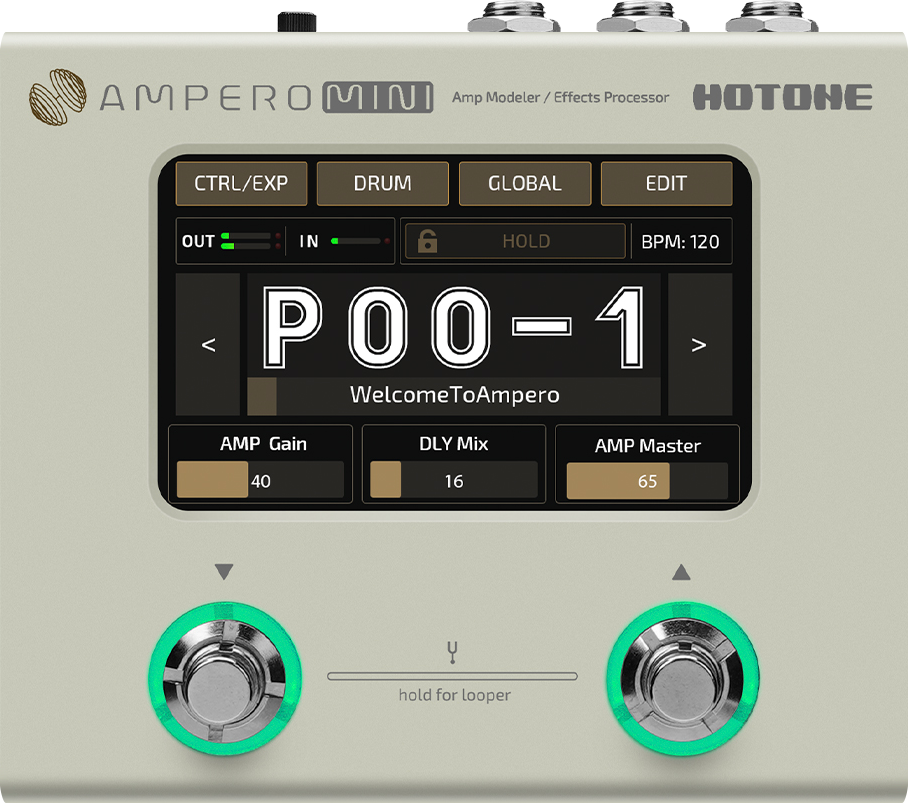 AMPERO MINI Amp Modeler / Effects Processor HOTONE
CTRL/EXP DRUM GLOBAL EDIT
OUT IN HOLD BPM: 120
< P00-1 >
WelcomeToAmpero
AMP Gain DLY Mix AMP Master
40 16 65
hold for looper